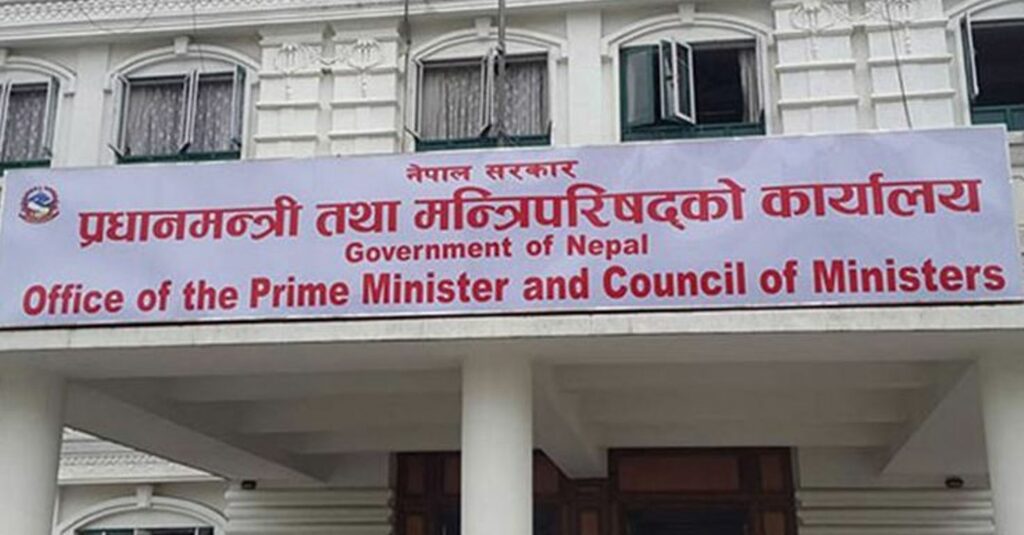 नेपाल सरकार
प्रधानमन्त्री तथा मन्त्रिपरिषद्को कार्यालय
Government of Nepal
Office of the Prime Minister and Council of Ministers